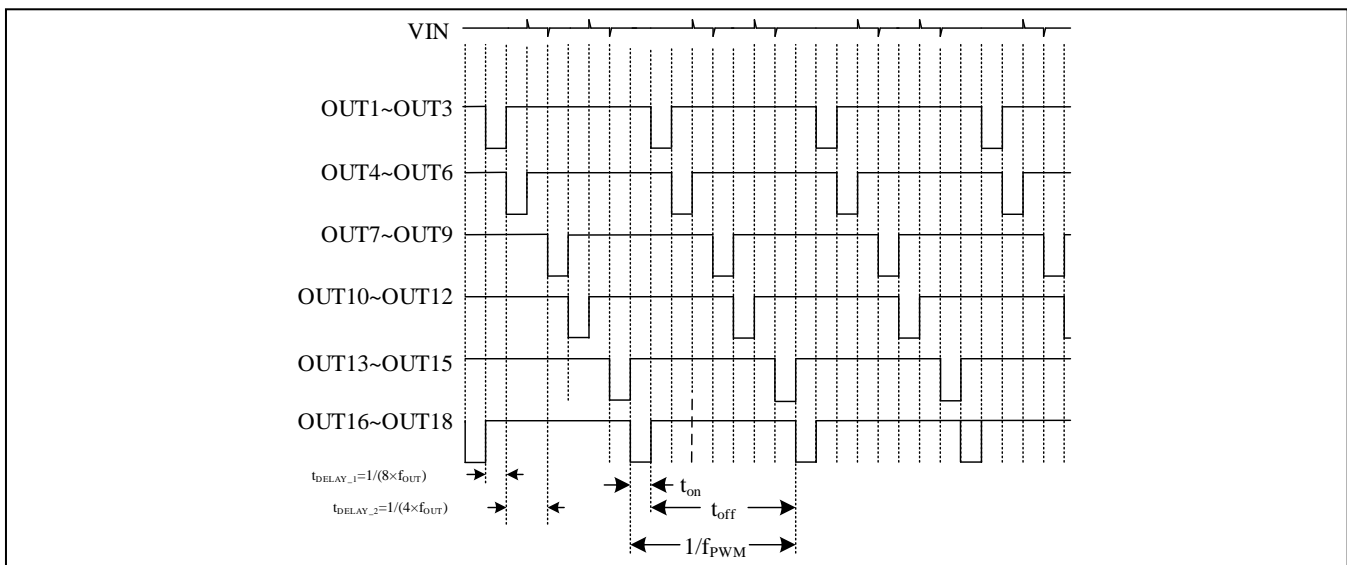 VIN
OUT1~OUT3
OUT4~OUT6
OUT7~OUT9
OUT10~OUT12
OUT13~OUT15
OUT16~OUT18
tDELAY_1=1/(8×fOUT)
ton
tDELAY_2=1/(4×fOUT)
toff
1/fPWM